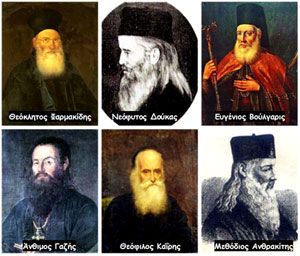 Θεόκλητος Φαρμακίδης
Νεόφυτος Δούκας
Ευγένιος Βούλγαρις
Άνθιμος Γαζής
Θεόφιλος Καΐρης
Μεθόδιος Ανθρακίτης